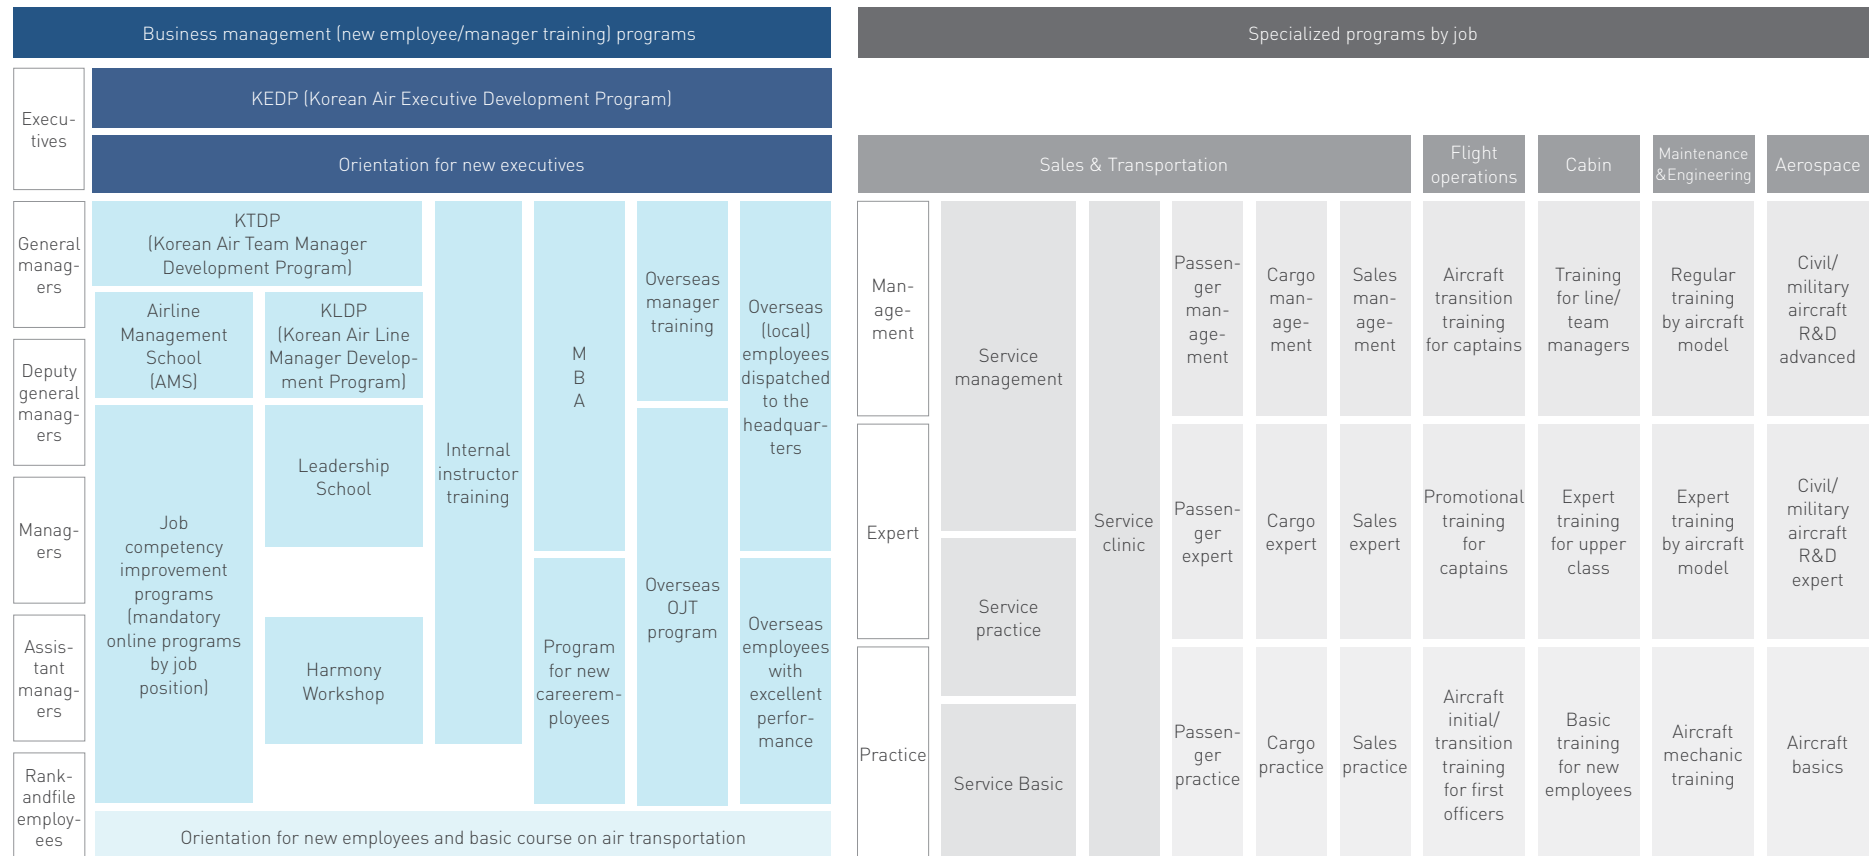 Business management (new employee/manager training) programs
Execu-
tives
KEDP (Korean Air Executive Development Program)
Orientation for new executives
General
manag-
ers
Deputy
general
manag-
ers
Manag-
ers
Assis-
tant
manag-
ers
Rank-
andfile
employ-
ees
KTDP
(Korean Air Team Manager
Development Program)
Airline
Management
School
(AMS)
KLDP
(Korean Air Line
Manager Develop-
ment Program)
Job
competency
improvement
programs
(mandatory
online programs
by job
position)
Leadership
School
Harmony
Workshop
Internal
instructor
training
M
B
A
Program
for new
careerem-
ployees
Overseas
manager
training
Overseas
OJT
program
Overseas
(local)
employees
dispatched
to the
headquar-
ters
Overseas
employees
with
excellent
perfor-
mance
Orientation for new employees and basic course on air transportation
Specialized programs by job
Sales & Transportation
Flight
operations
Cabin
Maintenance
&Engineering
Aerospace
Man-
age-
ment
Expert
Practice
Service
management
Service
practice
Service Basic
Service
clinic
Passen-
ger
man-
age-
ment
Cargo
man-
age-
ment
Sales
man-
age-
ment
Aircraft
transition
training
for captains
Training
for line/
team
managers
Regular
training
by aircraft
model
Civil/
military
aircraft
R&D
advanced
Passen-
ger
expert
Cargo
expert
Sales
expert
Promotional
training
for
captains
Expert
training
for upper
class
Expert
training
by aircraft
model
Civil/
military
aircraft
R&D
expert
Passen-
ger
practice
Cargo
practice
Sales
practice
Aircraft
initial/
transition
training
for first
officers
Basic
training
for new
employees
Aircraft
mechanic
training
Aircraft
basics